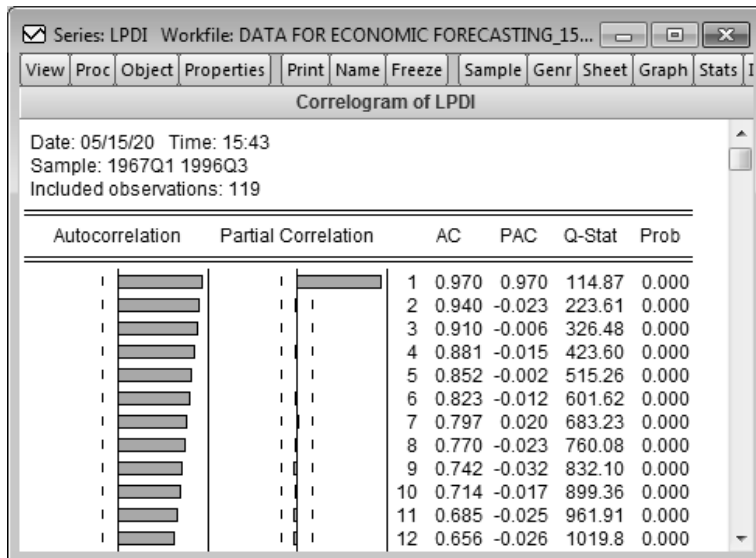 Series: LPDI Workfile: DATA FOR ECONOMIC FORECASTING_15...
View Proc Object Properties Print Name Freeze Sample Genr Sheet Graph Stats
Correlogram of LPDI
Date: 05/15/20 Time: 15:43
Sample: 1967Q1 1996Q3
Included observations: 119
Autocorrelation Partial Correlation AC PAC Q-Stat Prob
1 0.970 0.970 114.87 0.000
2 0.940 -0.023 223.61 0.000
3 0.910 -0.006 326.48 0.000
4 0.881 -0.015 423.60 0.000
5 0.852 -0.002 515.26 0.000
6 0.823 -0.012 601.62 0.000
7 0.797 0.020 683.23 0.000
8 0.770 -0.023 760.08 0.000
9 0.742 -0.032 832.10 0.000
10 0.714 -0.017 899.36 0.000
11 0.685 -0.025 961.91 0.000
12 0.656 -0.026 1019.8 0.000